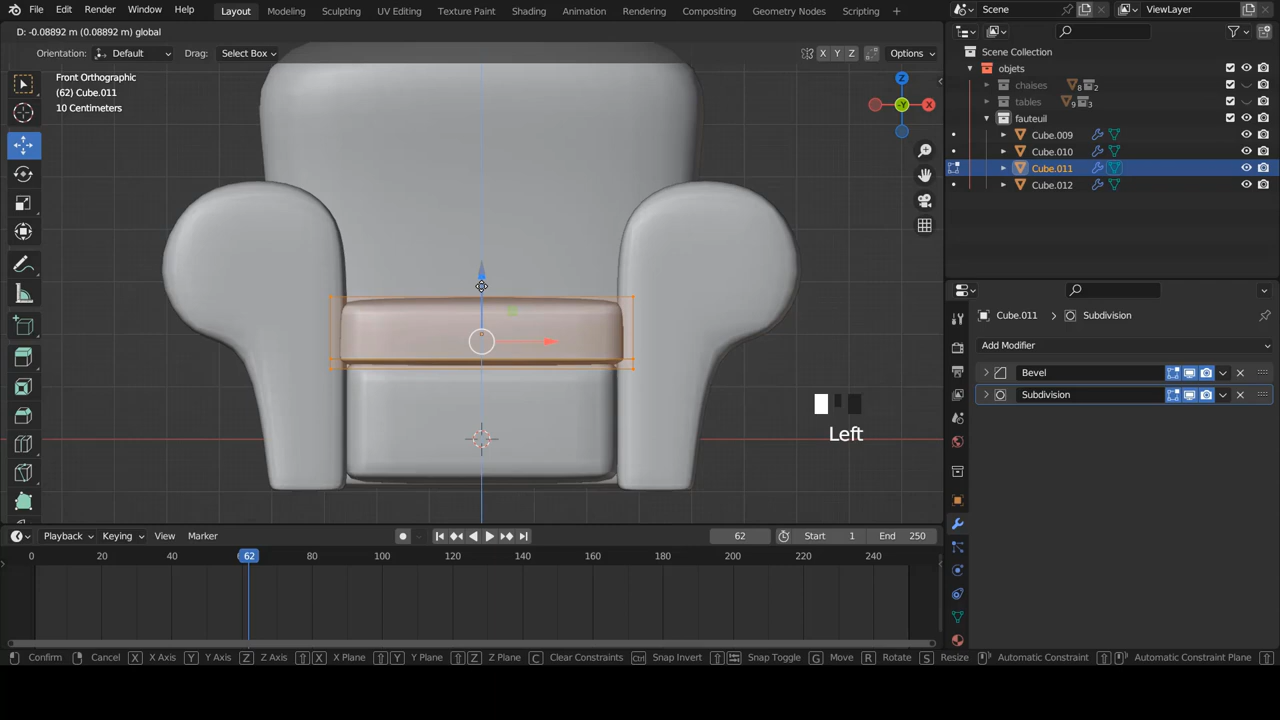 File Edit Render Window Help Layout Modeling Sculpting UV Editing Texture Paint Shading Animation Rendering Compositing Geometry Nodes Scripting Scene ViewLayer
D: -0.08892 m (0.08892 m) global
Orientation: Default Drag: Select Box X Y Z Options
Front Orthographic
(62) Cube.011
10 Centimeters
Z
X
-Y
Scene Collection
objets
chaises 8 2
tables 9 3
fauteuil
Cube.009
Cube.010
Cube.011
Cube.012
Cube.011 > Subdivision
Add Modifier
Bevel
Subdivision
Left
Playback Keying View Marker 62 Start 1 End 250
0 20 40 62 80 100 120 140 160 180 200 220 240
Confirm Cancel X X Axis Y Y Axis Z Z Axis X X Plane Y Y Plane Z Z Plane C Clear Constraints Snap Invert Snap Toggle G Move R Rotate S Resize Automatic Constraint Automatic Constraint Plane